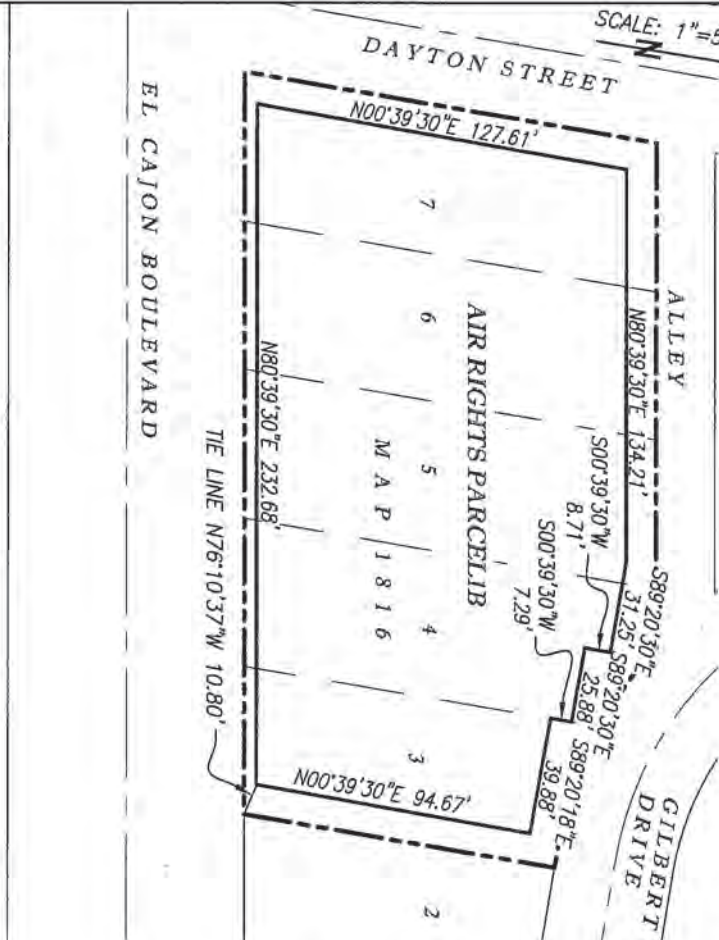 SCALE: 1"=5
N
DAYTON STREET
EL CAJON BOULEVARD
N00°39'30"E 127.61'
ALLEY
7
6
5
4
3
2
AIR RIGHTS PARCEL1B
MAP 1816
N80°39'30"E 134.21'
N80°39'30"E 232.68'
S00°39'30"W
8.71'
S00°39'30"W
7.29'
S89°20'30"E
31.25'
S89°20'30"E
25.88'
S89°20'18"E
39.88'
N00°39'30"E 94.67'
TIE LINE N76°10'37"W 10.80'
GILBERT
DRIVE